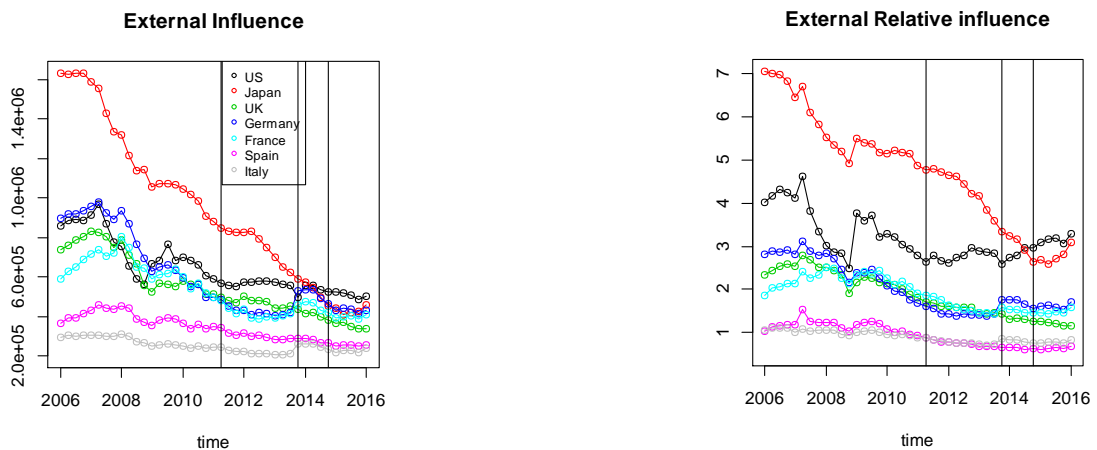 External Influence
1.4e+06
1.0e+06
6.0e+05
2.0e+05
US
Japan
UK
Germany
France
Spain
Italy
2006 2008 2010 2012 2014 2016
time
External Relative influence
7
6
5
4
3
2
1
2006 2008 2010 2012 2014 2016
time